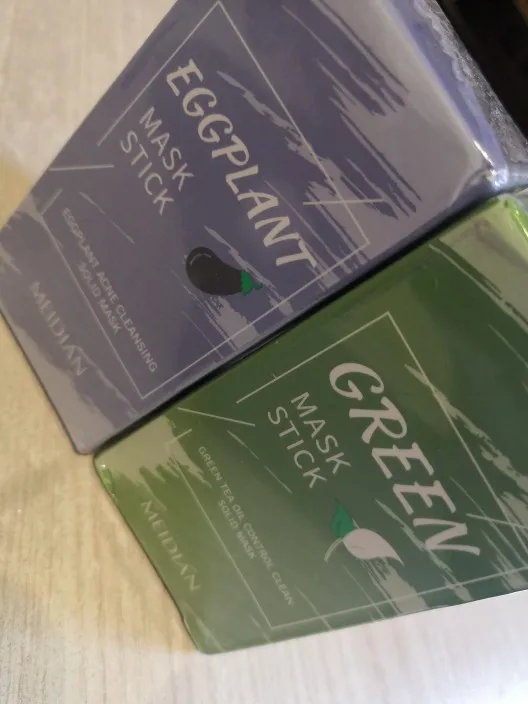 EGGPLANT
MASK
STICK
EGGPLANT ACNE CLEANSING
SOLID MASK
MEIDIAN
GREEN
MASK
STICK
GREEN TEA OIL CONTROL CLEAN
SOLID MASK
MEIDIAN